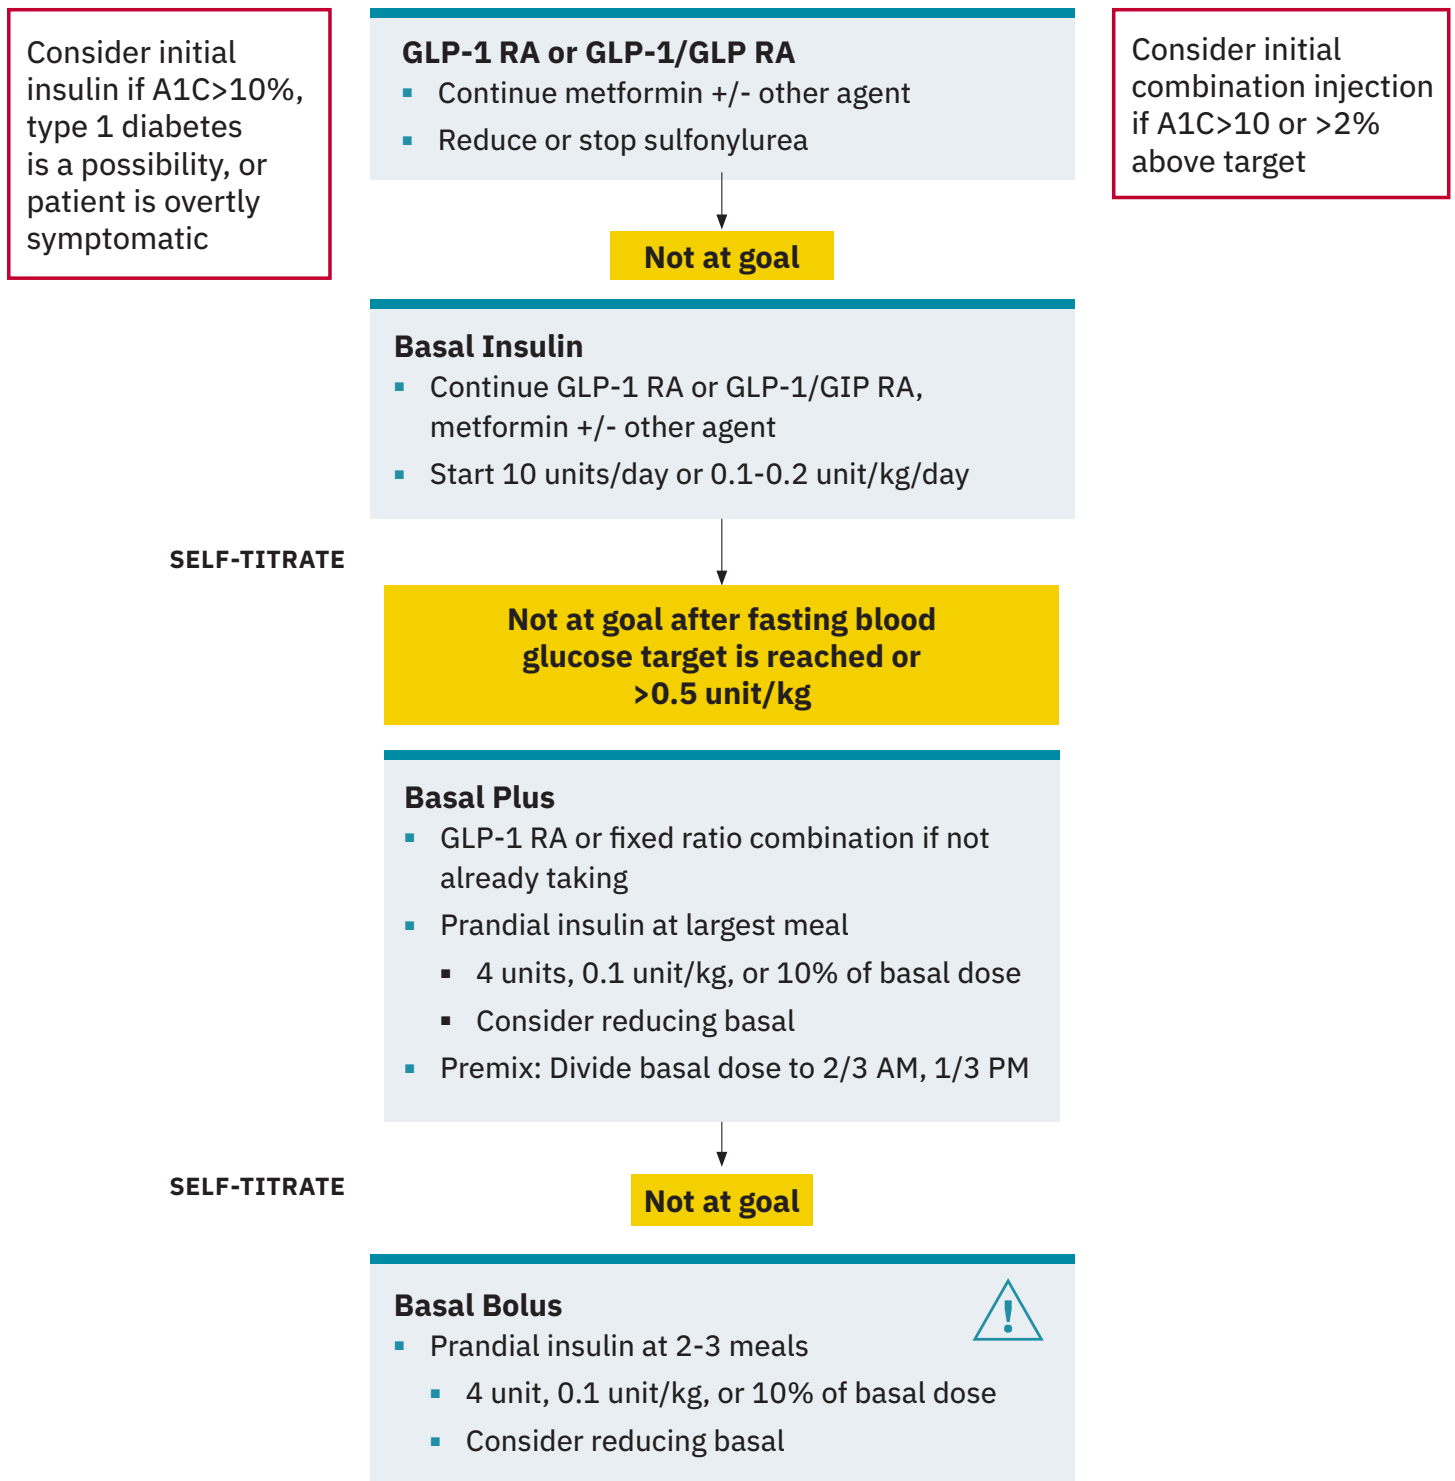 Consider initial
insulin if A1C>10%,
type 1 diabetes
is a possibility, or
patient is overtly
symptomatic
GLP-1 RA or GLP-1/GLP RA
▪ Continue metformin +/- other agent
▪ Reduce or stop sulfonylurea
Consider initial
combination injection
if A1C>10 or >2%
above target
Not at goal
Basal Insulin
▪ Continue GLP-1 RA or GLP-1/GIP RA,
metformin +/- other agent
▪ Start 10 units/day or 0.1-0.2 unit/kg/day
SELF-TITRATE
Not at goal after fasting blood
glucose target is reached or
>0.5 unit/kg
Basal Plus
▪ GLP-1 RA or fixed ratio combination if not
already taking
▪ Prandial insulin at largest meal
▪ 4 units, 0.1 unit/kg, or 10% of basal dose
▪ Consider reducing basal
▪ Premix: Divide basal dose to 2/3 AM, 1/3 PM
SELF-TITRATE
Not at goal
Basal Bolus
!
▪ Prandial insulin at 2-3 meals
▪ 4 unit, 0.1 unit/kg, or 10% of basal dose
▪ Consider reducing basal